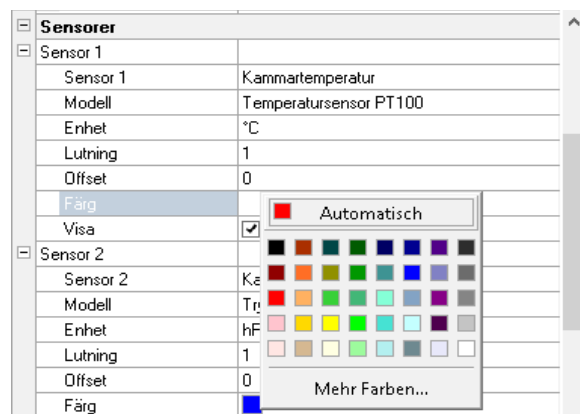 Sensorer
Sensor 1
Sensor 1 Kammartemperatur
Modell Temperatursensor PT100
Enhet °C
Lutning 1
Offset 0
Färg
Automatisch
Visa
Sensor 2
Sensor 2
Modell
Enhet
Lutning 1
Offset 0
Mehr Farben...
Färg